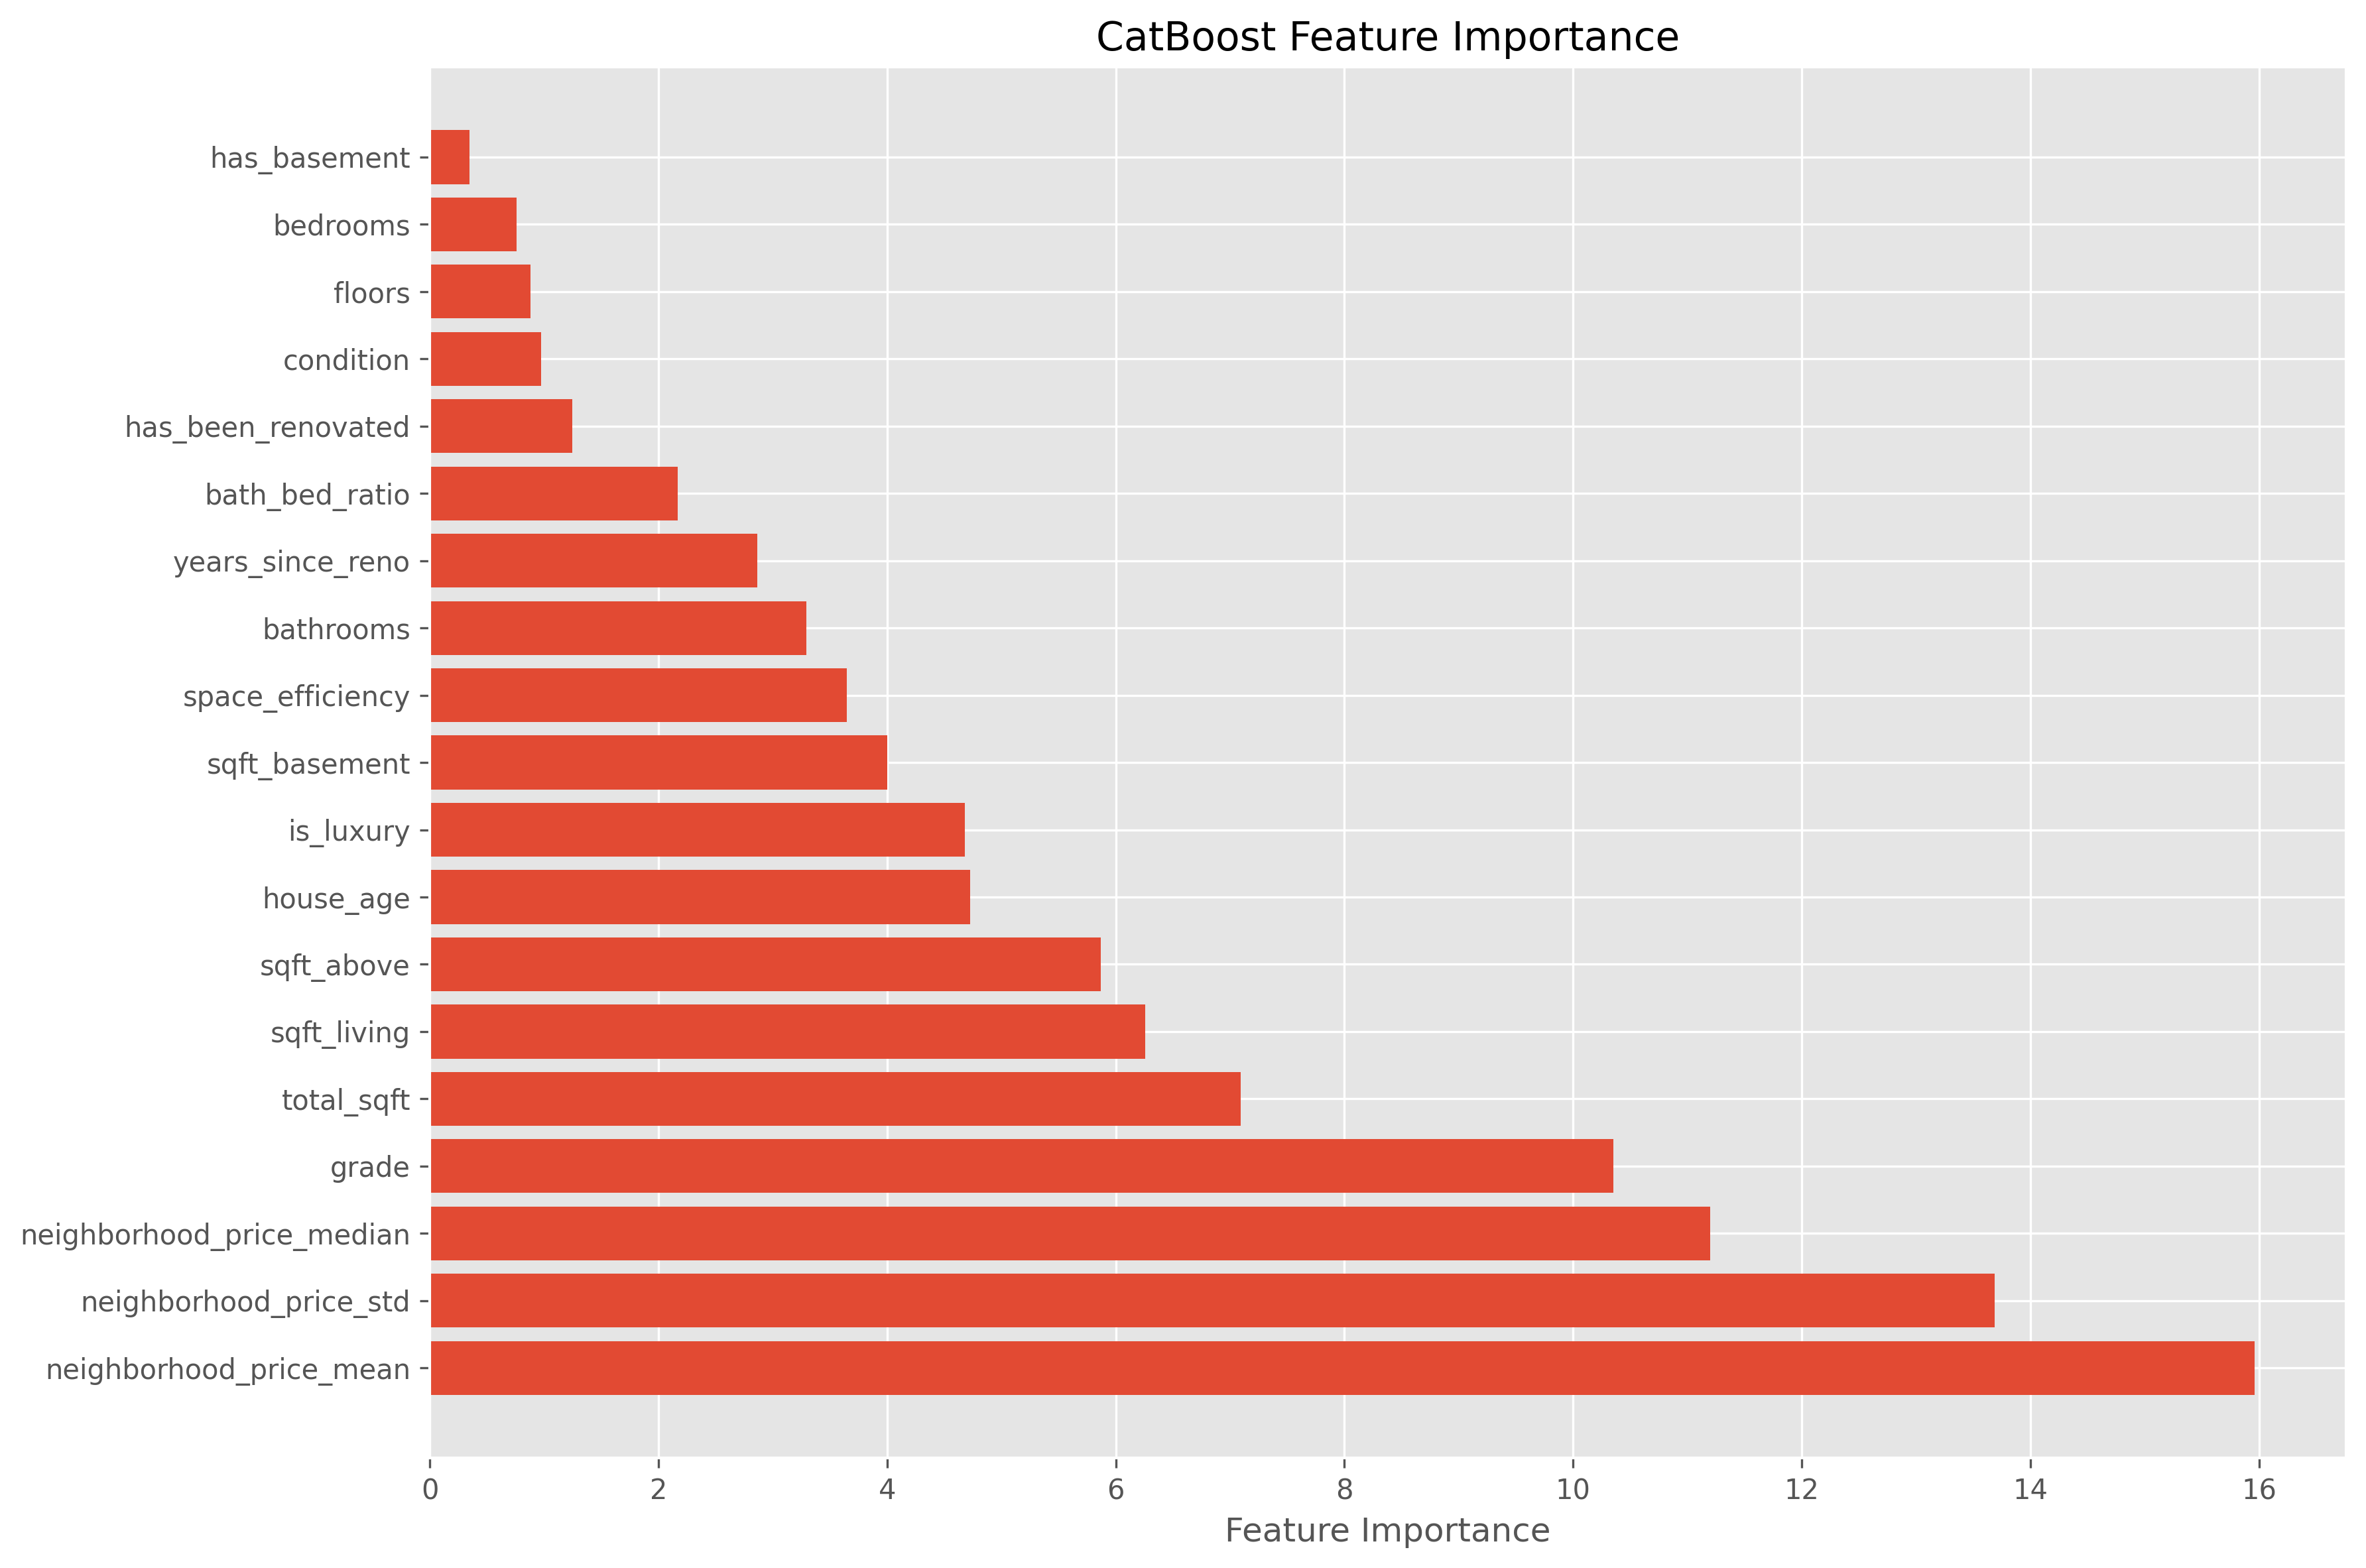 CatBoost Feature Importance
has_basement
bedrooms
floors
condition
has_been_renovated
bath_bed_ratio
years_since_reno
bathrooms
space_efficiency
sqft_basement
is_luxury
house_age
sqft_above
sqft_living
total_sqft
grade
neighborhood_price_median
neighborhood_price_std
neighborhood_price_mean
0 2 4 6 8 10 12 14 16
Feature Importance